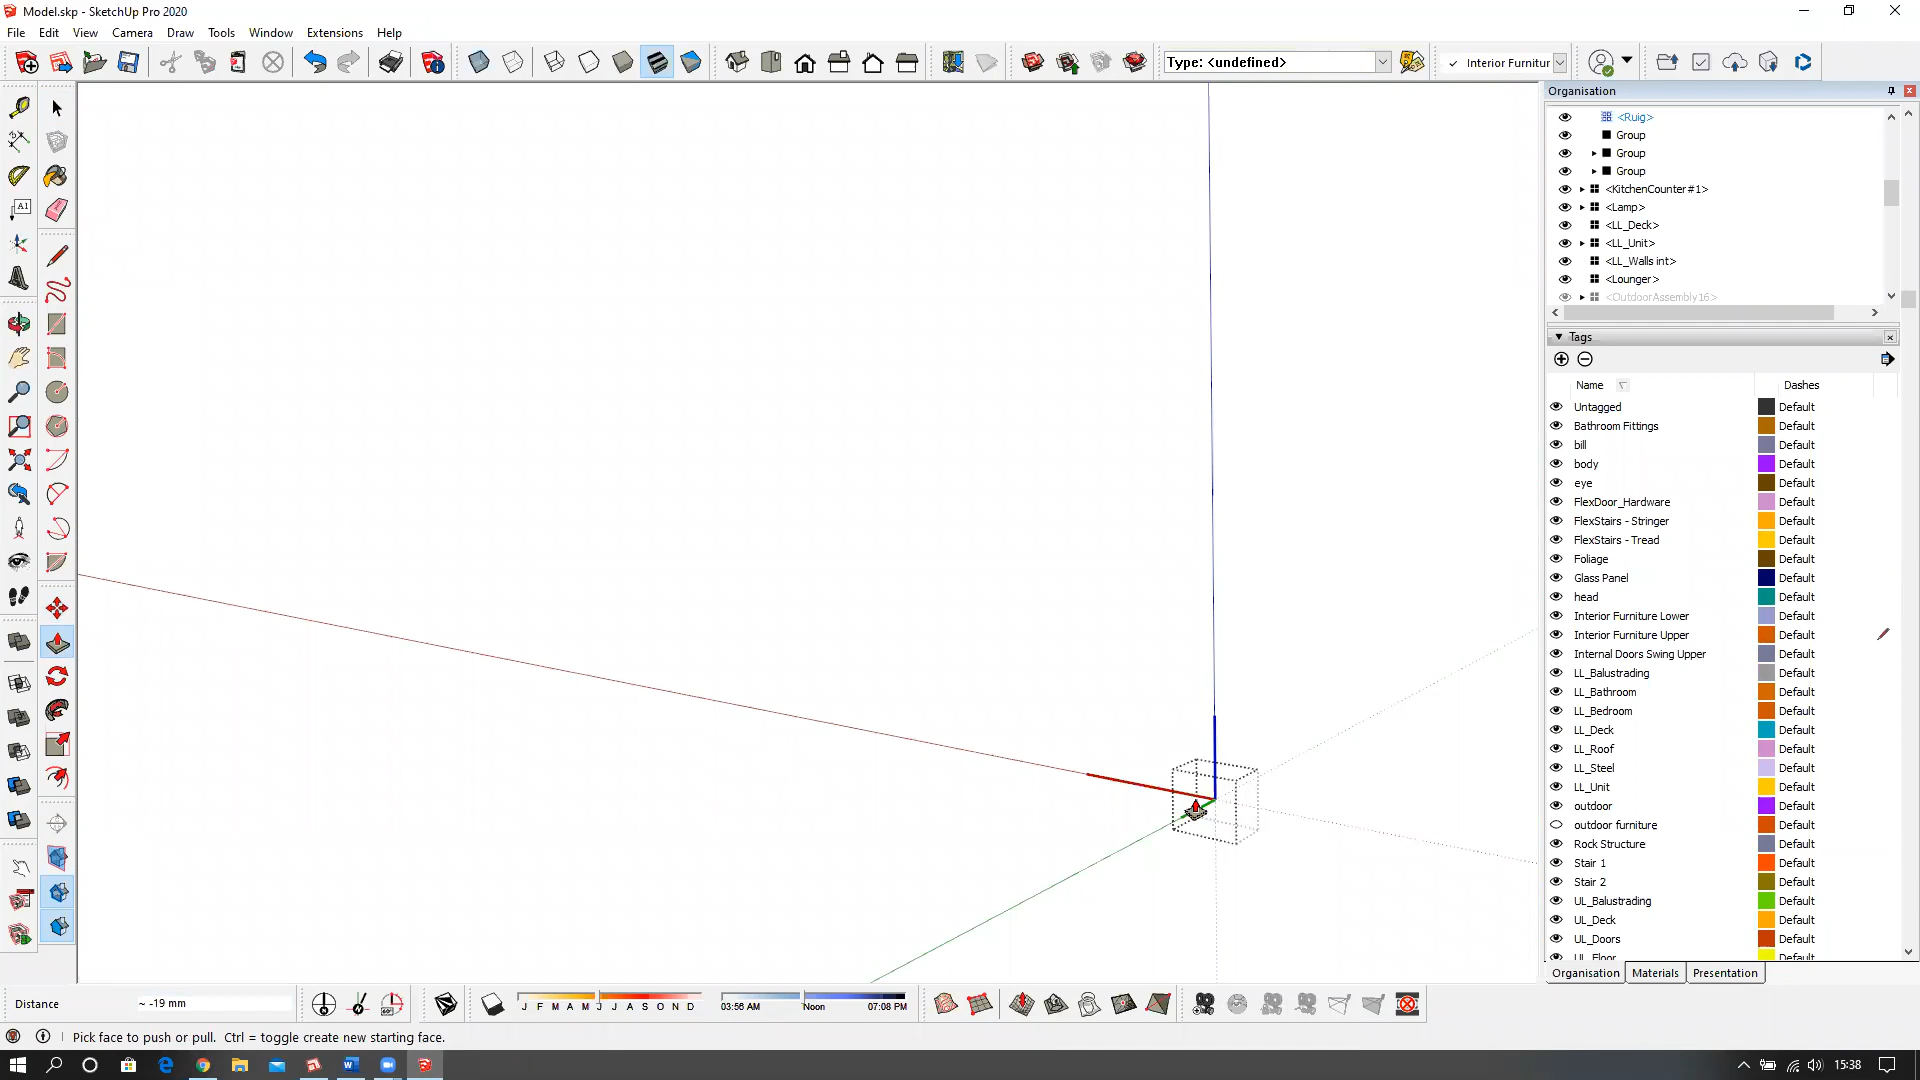 Model.skp - SketchUp Pro 2020
File Edit View Camera Draw Tools Window Extensions Help
Type: <undefined>
Interior Furnitur
Organisation
<Ruig>
Group
Group
Group
<KitchenCounter#1>
<Lamp>
<LL_Deck>
<LL_Unit>
<LL_Walls int>
<Lounger>
<OutdoorAssembly16>
Tags
Name Dashes
Untagged Default
Bathroom Fittings Default
bill Default
body Default
eye Default
FlexDoor_Hardware Default
FlexStairs - Stringer Default
FlexStairs - Tread Default
Foliage Default
Glass Panel Default
head Default
Interior Furniture Lower Default
Interior Furniture Upper Default
Internal Doors Swing Upper Default
LL_Balustrading Default
LL_Bathroom Default
LL_Bedroom Default
LL_Deck Default
LL_Roof Default
LL_Steel Default
LL_Unit Default
outdoor Default
outdoor furniture Default
Rock Structure Default
Stair 1 Default
Stair 2 Default
UL_Balustrading Default
UL_Deck Default
UL_Doors Default
UL_Floor Default
Organisation Materials Presentation
A1
Distance ~ -19 mm
J F M A M J J A S O N D
03:56 AM Noon 07:08 PM
Pick face to push or pull. Ctrl = toggle create new starting face.
15:38